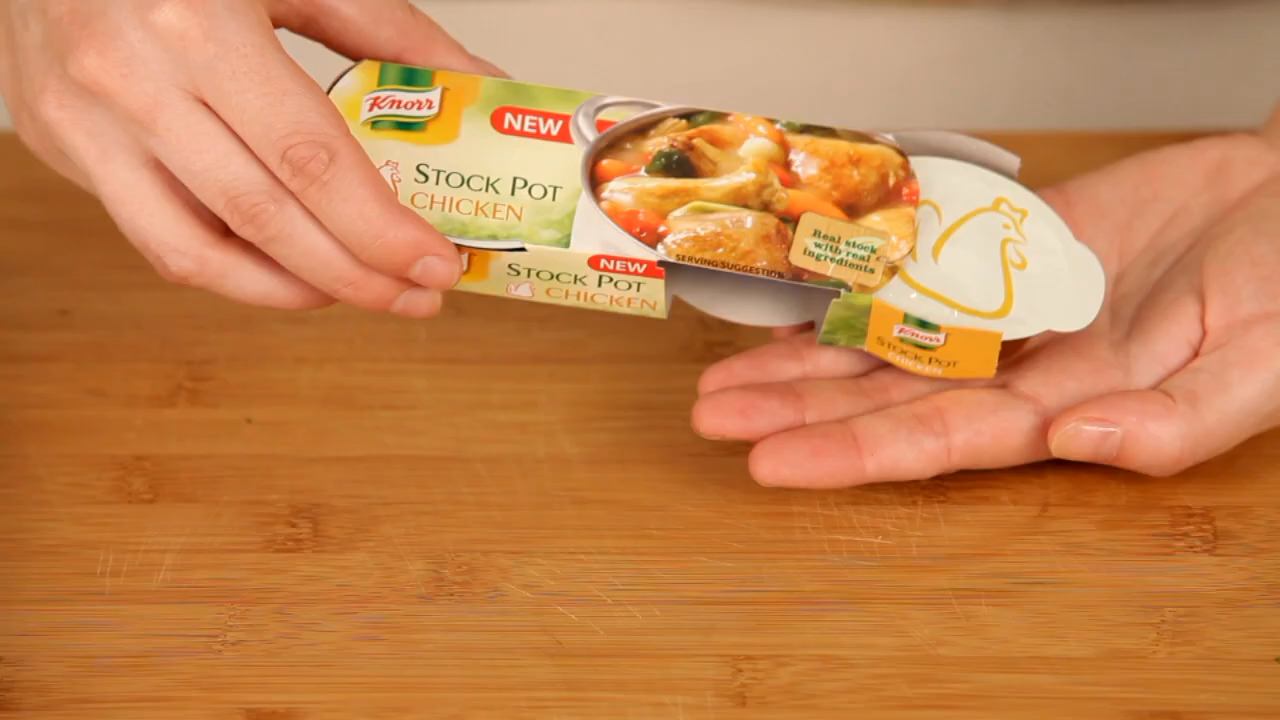 Knorr
NEW
STOCK POT
CHICKEN
Real stock
with real
ingredients
SERVING SUGGESTION
NEW
STOCK POT
CHICKEN
Knorr
STOCK POT
CHICKEN